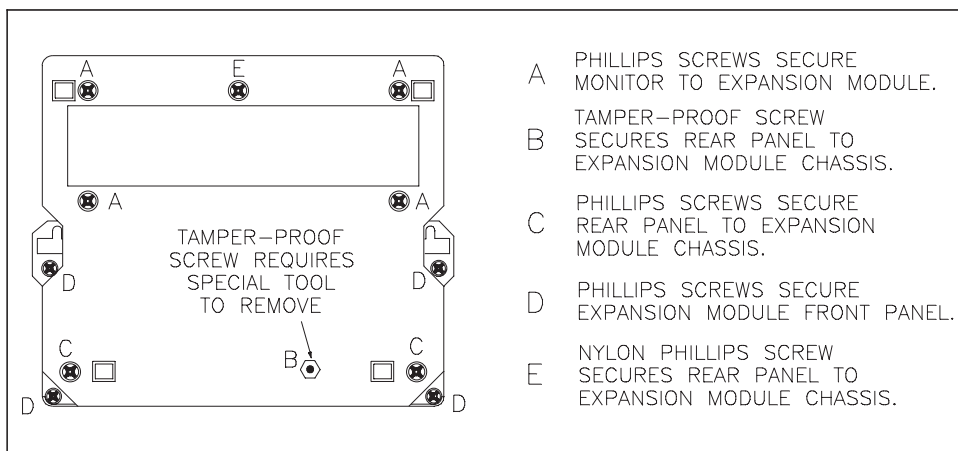 A E A
A A
TAMPER-PROOF
SCREW REQUIRES
SPECIAL TOOL
TO REMOVE
D D
C B C
D D
A PHILLIPS SCREWS SECURE
MONITOR TO EXPANSION MODULE.
B TAMPER-PROOF SCREW
SECURES REAR PANEL TO
EXPANSION MODULE CHASSIS.
C PHILLIPS SCREWS SECURE
REAR PANEL TO EXPANSION
MODULE CHASSIS.
D PHILLIPS SCREWS SECURE
EXPANSION MODULE FRONT PANEL.
E NYLON PHILLIPS SCREW
SECURES REAR PANEL TO
EXPANSION MODULE CHASSIS.